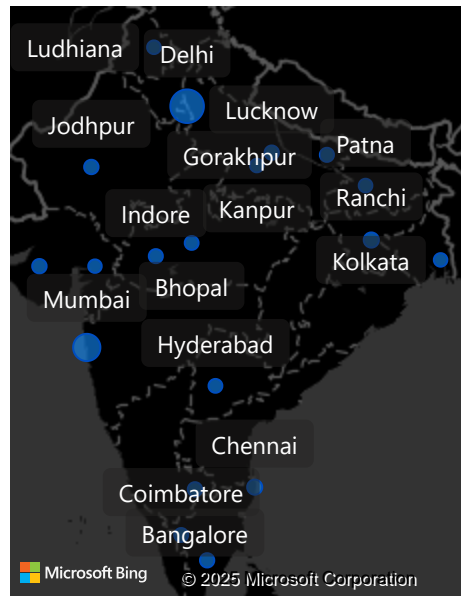 Ludhiana
Delhi
Lucknow
Jodhpur
Gorakhpur
Patna
Ranchi
Indore
Kanpur
Kolkata
Mumbai
Bhopal
Hyderabad
Chennai
Coimbatore
Bangalore
Microsoft Bing
© 2025 Microsoft Corporation